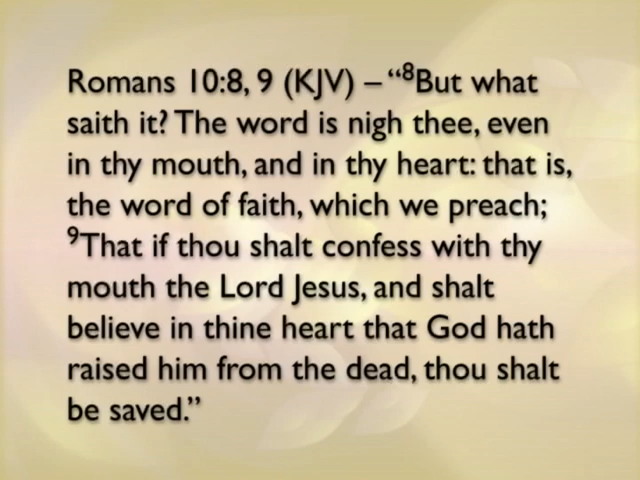 Romans 10:8, 9 (KJV) – “⁸But what
saith it? The word is nigh thee, even
in thy mouth, and in thy heart: that is,
the word of faith, which we preach;
⁹That if thou shalt confess with thy
mouth the Lord Jesus, and shalt
believe in thine heart that God hath
raised him from the dead, thou shalt
be saved.”